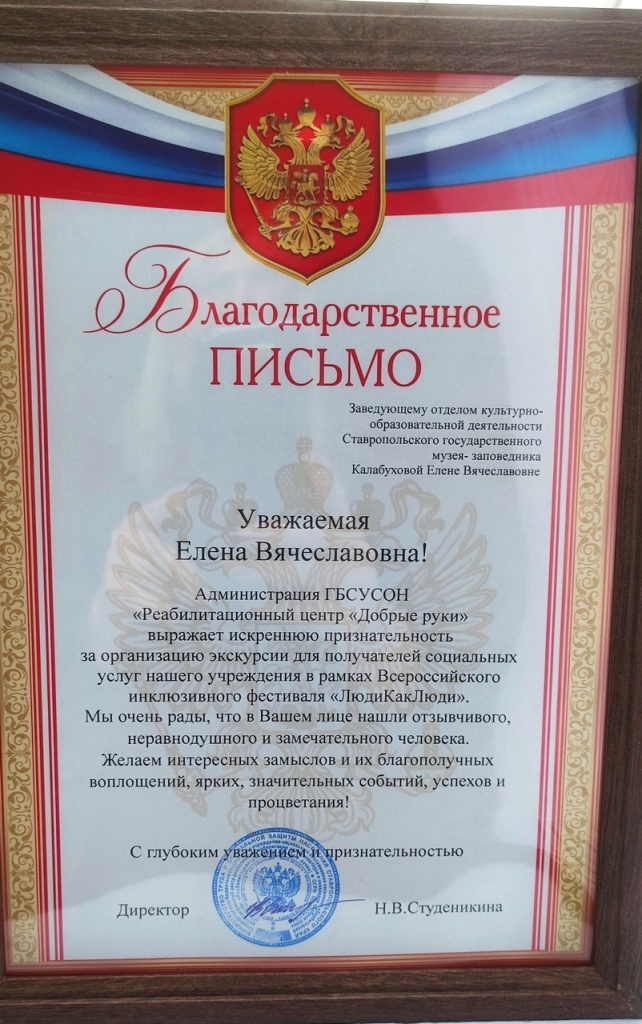 Благодарственное
ПИСЬМО
Заведующему отделом культурно-
образовательной деятельности
Ставропольского государственного
музея- заповедника
Калабуховой Елене Вячеславовне
Уважаемая
Елена Вячеславовна!
Администрация ГБСУСОН
«Реабилитационный центр «Добрые руки»
выражает искреннюю признательность
за организацию экскурсии для получателей социальных
услуг нашего учреждения в рамках Всероссийского
инклюзивного фестиваля «ЛюдиКакЛюди».
Мы очень рады, что в Вашем лице нашли отзывчивого,
неравнодушного и замечательного человека.
Желаем интересных замыслов и их благополучных
воплощений, ярких, значительных событий, успехов и
процветания!
С глубоким уважением и признательностью
Директор Н.В.Студеникина